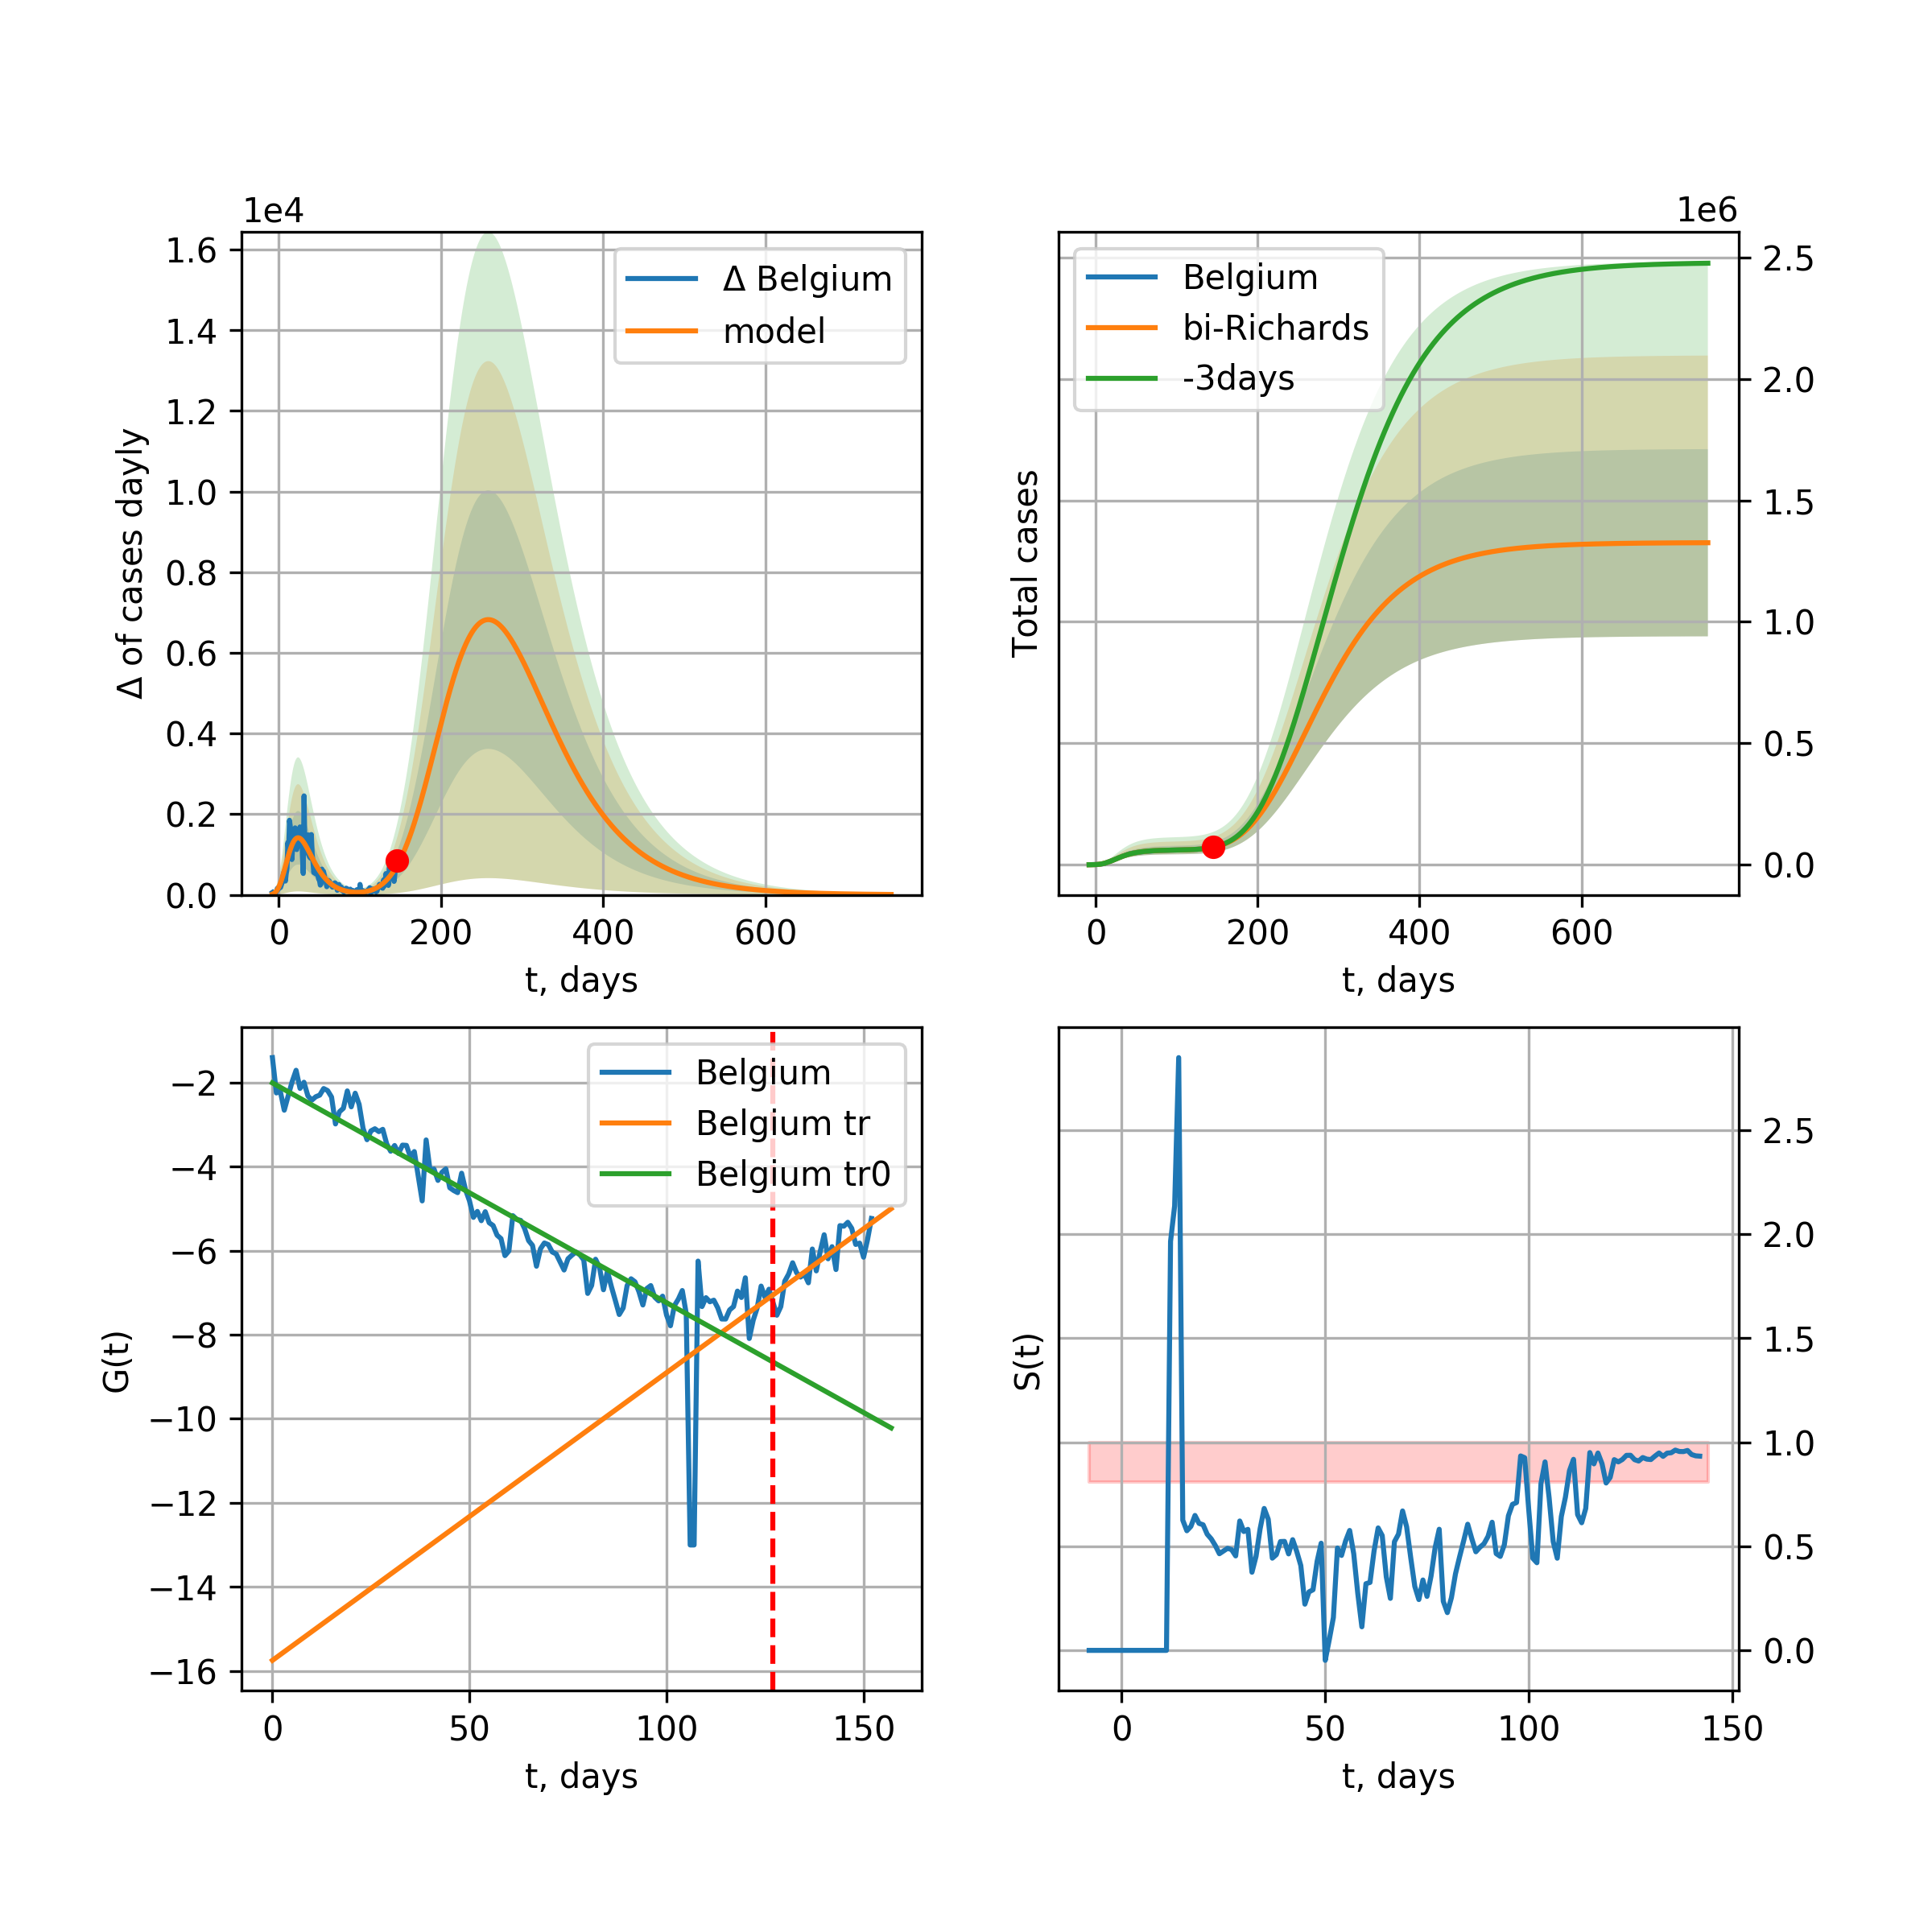 1e4
Δ of cases dayly
1.6
1.4
1.2
1.0
0.8
0.6
0.4
0.2
0.0
Δ Belgium
model
0 200 400 600
t, days
1e6
Total cases
Belgium
bi-Richards
-3days
2.5
2.0
1.5
1.0
0.5
0.0
0 200 400 600
t, days
G(t)
−2
−4
−6
−8
−10
−12
−14
−16
Belgium
Belgium tr
Belgium tr0
0 50 100 150
t, days
S(t)
2.5
2.0
1.5
1.0
0.5
0.0
0 50 100 150
t, days